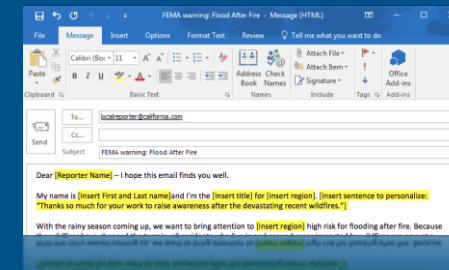 FEMA warning: Flood After Fire - Message (HTML)
File Message Insert Options Format Text Review Tell me what you want to do
Calibri (Bo 11 A A
Attach File
Attach Item
Signature
Paste B I U A Address Book Check Names Office Add-ins
Clipboard Basic Text Names Include Tags Add-ins
To... localreporter@california.com
Cc...
Send
Subject FEMA warning: Flood After Fire
Dear [Reporter Name] – I hope this email finds you well.
My name is [Insert First and Last name]and I'm the [Insert title] for [insert region]. [Insert sentence to personalize:
"Thanks so much for your work to raise awareness after the devastating recent wildfires."]
With the rainy season coming up, we want to bring attention to [Insert region] high risk for flooding after fire. Because